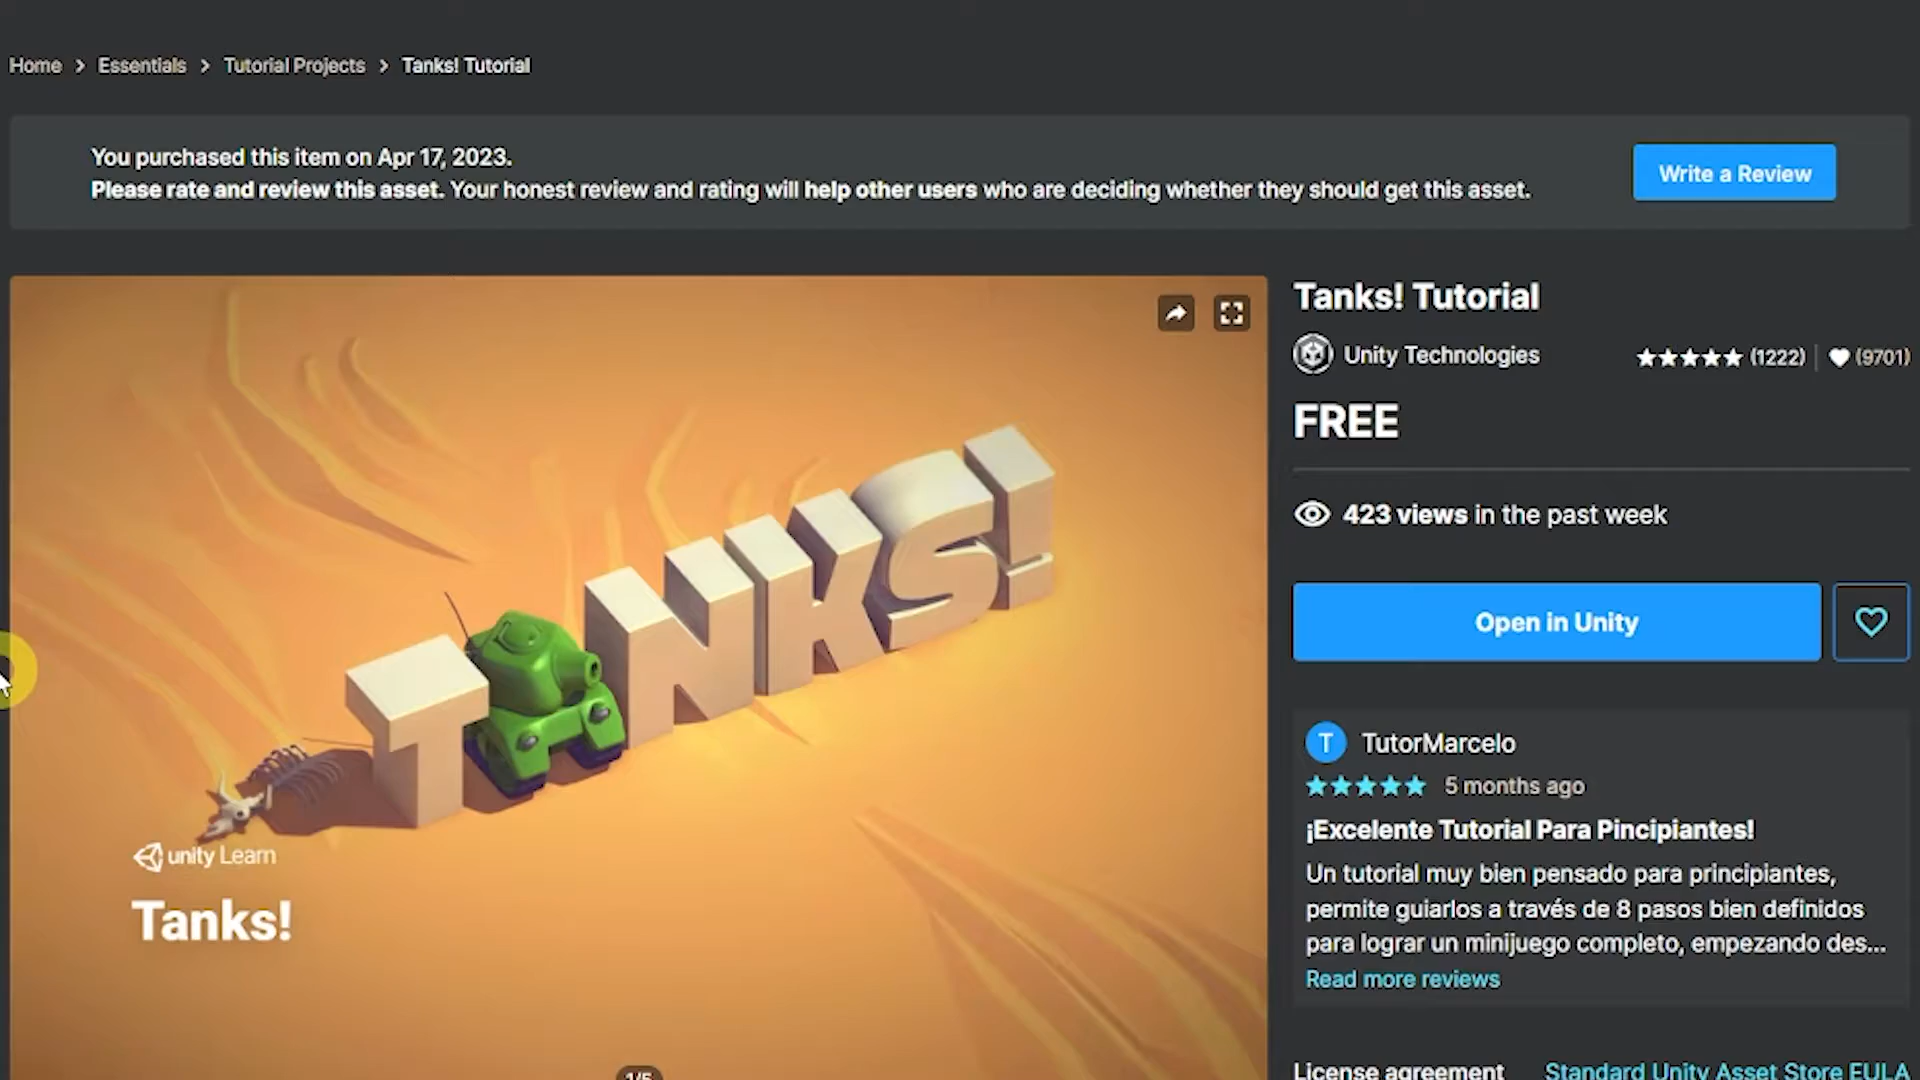 Home > Essentials > Tutorial Projects > Tanks! Tutorial
You purchased this item on Apr 17, 2023.
Please rate and review this asset. Your honest review and rating will help other users who are deciding whether they should get this asset.
Write a Review
TANKS!
unity Learn
Tanks!
1/5
Tanks! Tutorial
Unity Technologies
(1222)
(9701)
FREE
423 views in the past week
Open in Unity
T
TutorMarcelo
5 months ago
¡Excelente Tutorial Para Pincipiantes!
Un tutorial muy bien pensado para principiantes,
permite guiarlos a través de 8 pasos bien definidos
para lograr un minijuego completo, empezando des...
Read more reviews
License agreement
Standard Unity Asset Store EULA